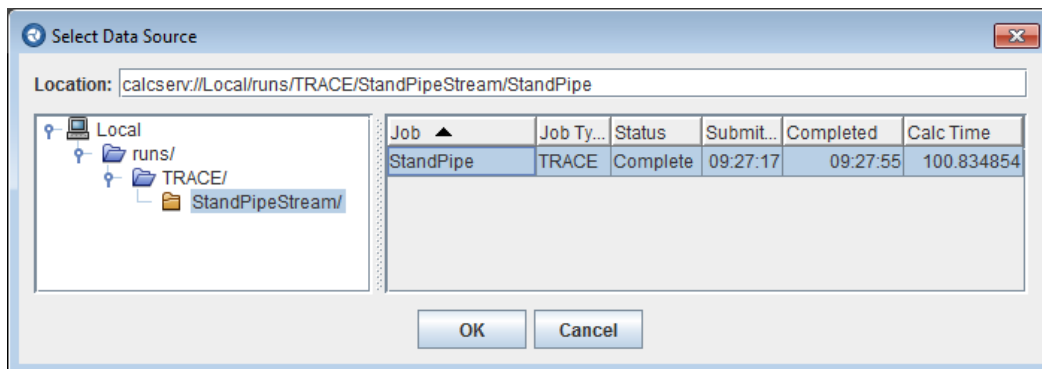 Select Data Source
Location: calcserv://Local/runs/TRACE/StandPipeStream/StandPipe
Local
runs/
TRACE/
StandPipeStream/
Job Job Ty... Status Submit... Completed Calc Time
StandPipe TRACE Complete 09:27:17 09:27:55 100.834854
OK Cancel